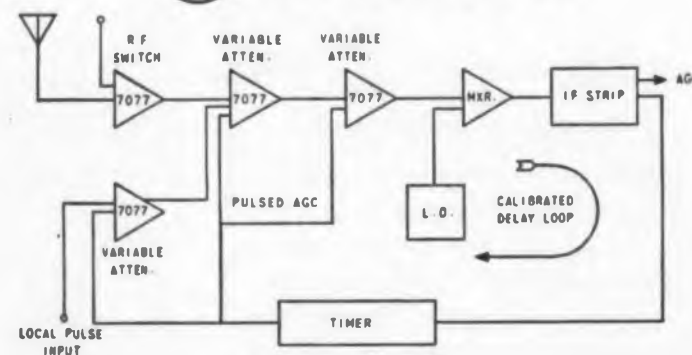 RF
SWITCH
VARIABLE
ATTEN.
VARIABLE
ATTEN.
7077
7077
7077
MXR.
IF STRIP
AG
7077
PULSED AGC
L.O.
CALIBRATED
DELAY LOOP
VARIABLE
ATTEN.
TIMER
LOCAL PULSE
INPUT